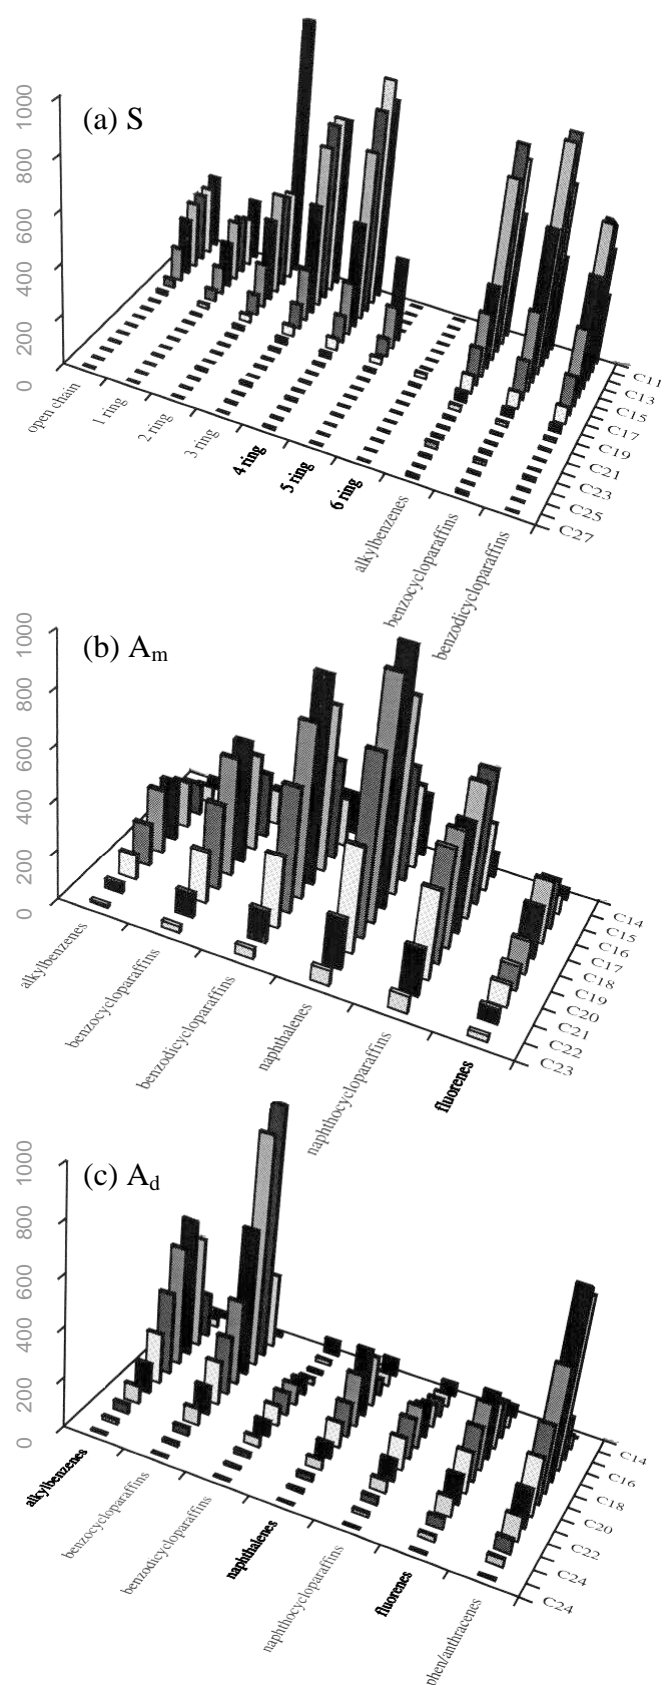 (a) S
1000
800
600
400
200
0
open chain
1 ring
2 ring
3 ring
4 ring
5 ring
6 ring
alkylbenzenes
benzocycloparaffins
benzodicycloparaffins
C11
C13
C15
C17
C19
C21
C23
C25
C27
(b) Am
1000
800
600
400
200
0
alkylbenzenes
benzocycloparaffins
benzodicycloparaffins
naphthalenes
naphthocycloparaffins
fluorenes
C14
C15
C16
C17
C18
C19
C20
C21
C22
C23
(c) Ad
1000
800
600
400
200
0
alkylbenzenes
benzocycloparaffins
benzodicycloparaffins
naphthalenes
naphthocycloparaffins
fluorenes
phen/anthracenes
C14
C16
C18
C20
C22
C24
C24